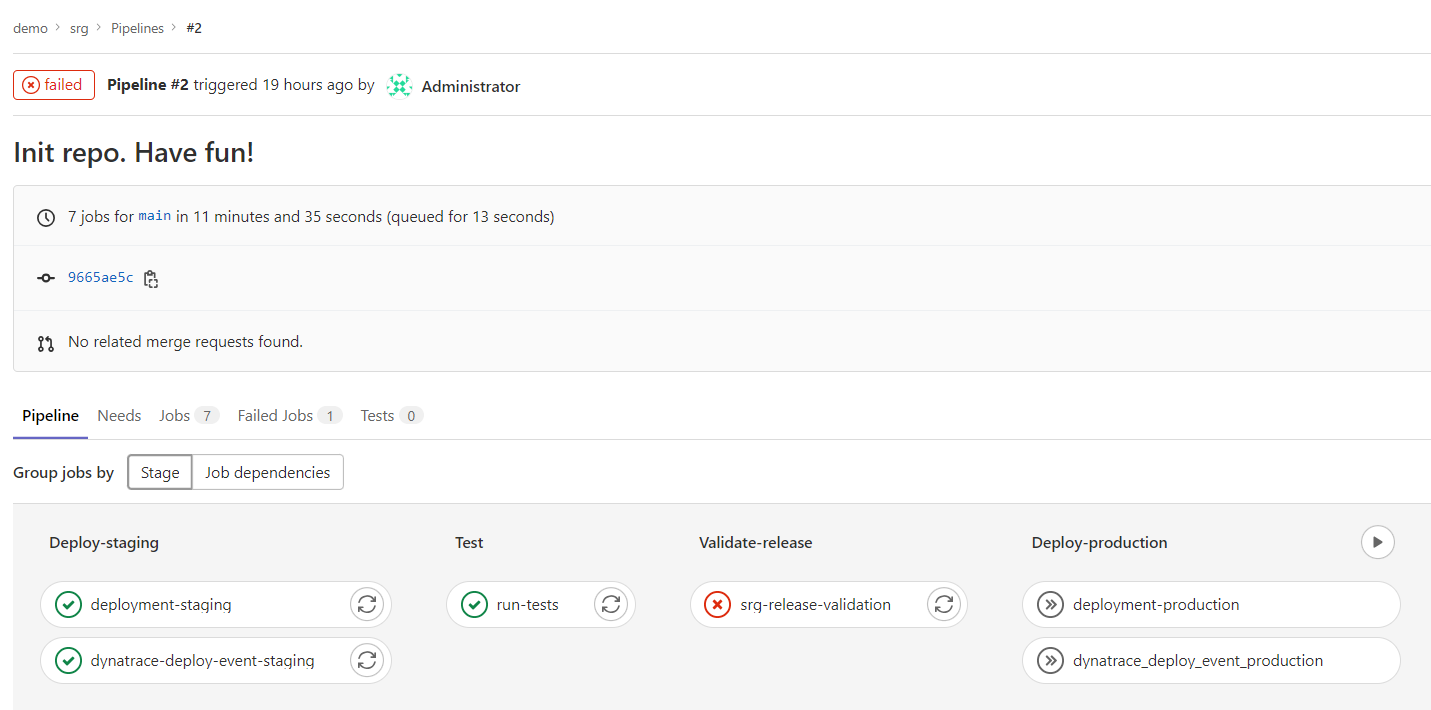 demo > srg > Pipelines > #2
failed Pipeline #2 triggered 19 hours ago by Administrator
Init repo. Have fun!
7 jobs for main in 11 minutes and 35 seconds (queued for 13 seconds)
9665ae5c
No related merge requests found.
Pipeline Needs Jobs 7 Failed Jobs 1 Tests 0
Group jobs by Stage Job dependencies
Deploy-staging Test Validate-release Deploy-production
deployment-staging run-tests srg-release-validation deployment-production
dynatrace-deploy-event-staging dynatrace_deploy_event_production